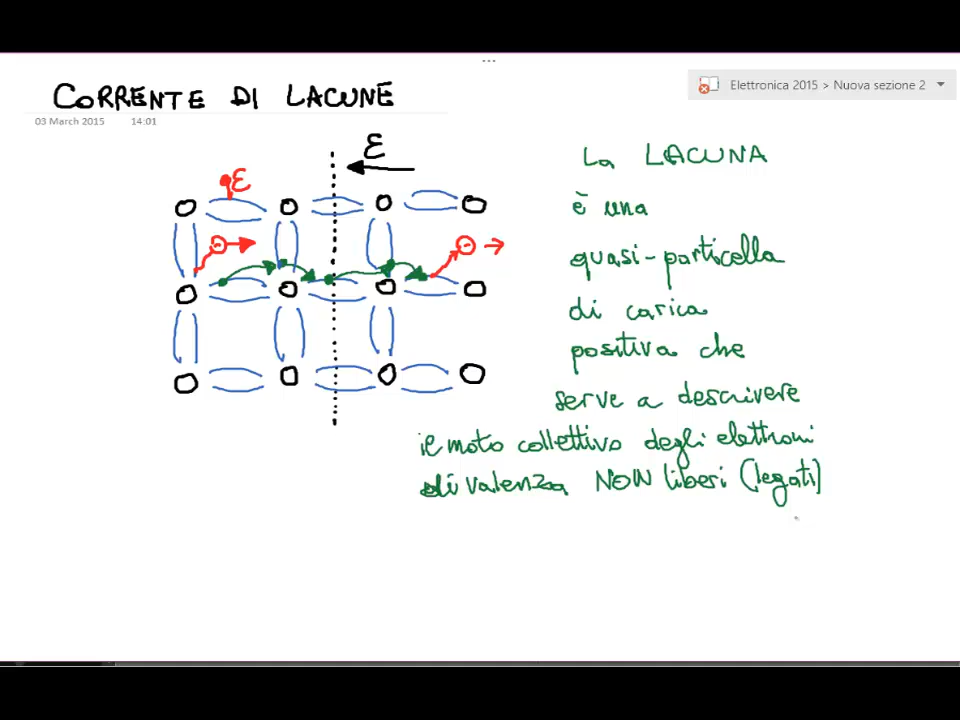 CORRENTE DI LACUNE
Elettronica 2015 > Nuova sezione 2
03 March 2015 14:01
ε
ε
La LACUNA
è una
quasi-particella
di carica
positiva che
serve a descrivere
il moto collettivo degli elettroni
di valenza NON liberi (legati)